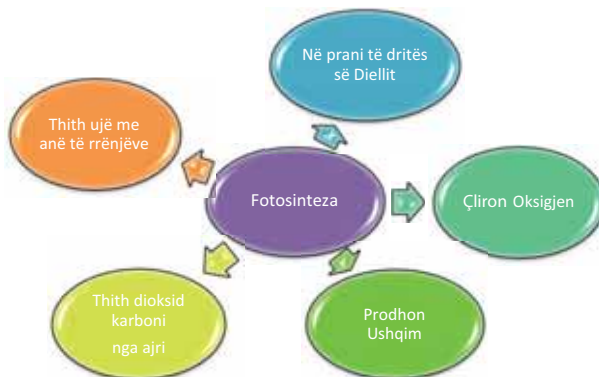 Në prani të dritës
së Diellit
Thith ujë me
anë të rrënjëve
Fotosinteza
Çliron Oksigjen
Thith dioksid
karboni
nga ajri
Prodhon
Ushqim